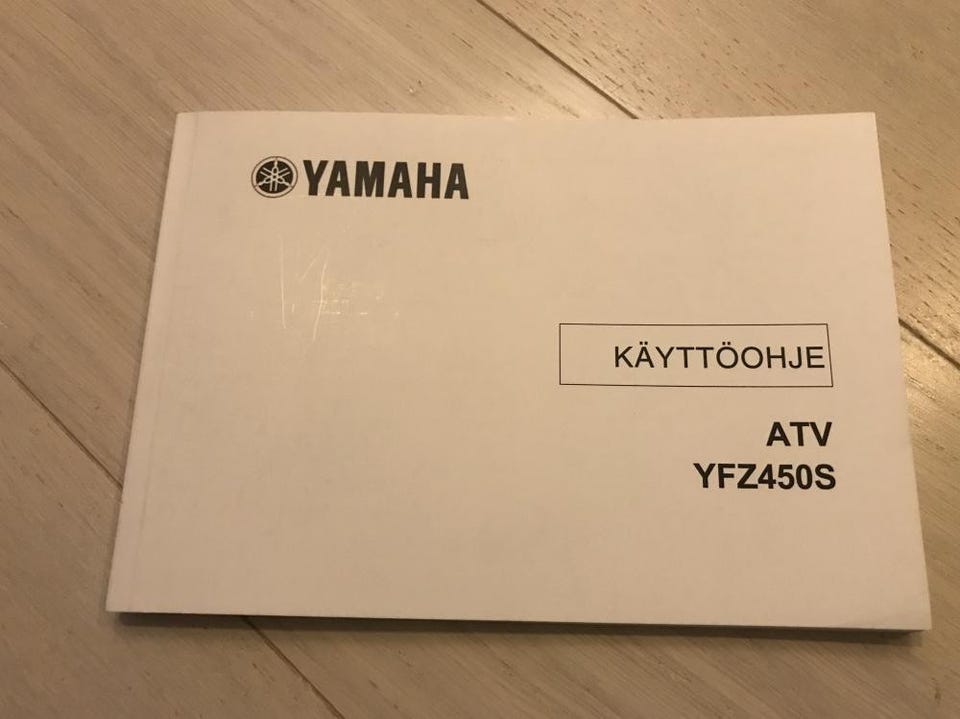 YAMAHA
KÄYTTÖOHJE
ATV
YFZ450S